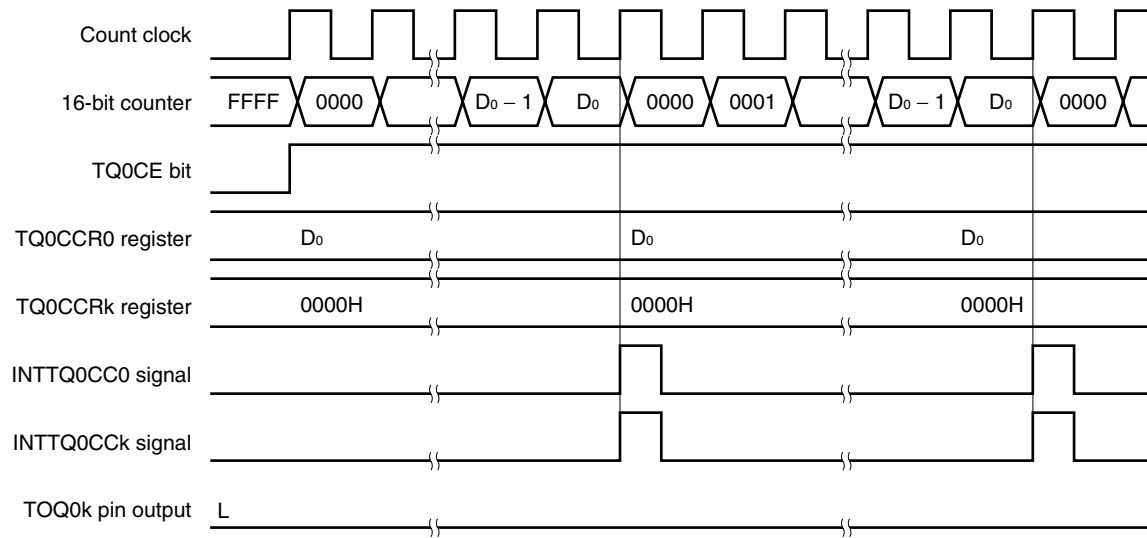 Count clock
16-bit counter FFFF 0000 D₀ − 1 D₀ 0000 0001 D₀ − 1 D₀ 0000
TQ0CE bit
TQ0CCR0 register D₀ D₀ D₀
TQ0CCRk register 0000H 0000H 0000H
INTTQ0CC0 signal
INTTQ0CCk signal
TOQ0k pin output L